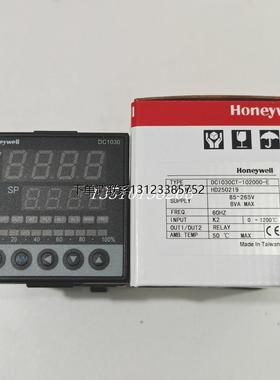 Honeywell
DC1030
SP
20 40 60 80 100%
Honeywell
TYPE DC1030CT-102000-E
HD250219
SUPPLY 85-265V
8VA MAX
FREQ. 60HZ
INPUT K2 0 ~1200℃
OUT1/OUT2 RELAY
AMB.TEMP 50 ℃ MAX
Made In Taiwan
13123385752